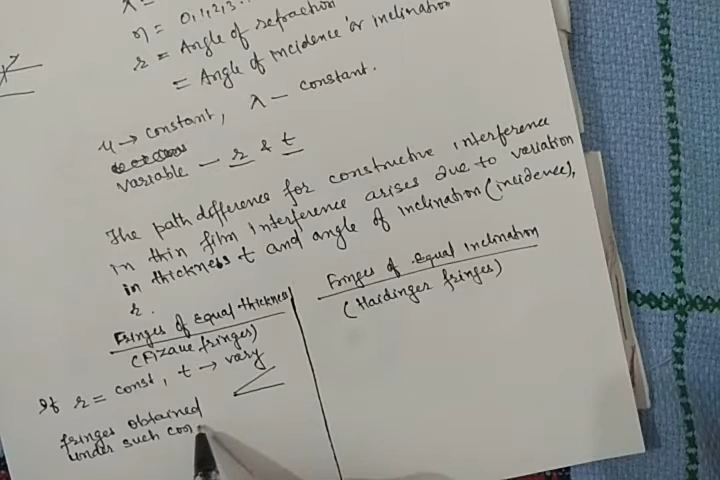 λ =
n = 0,1,2,3..
r = Angle of refraction
= Angle of incidence or inclination
μ → constant, λ — constant.
variable — r & t
The path difference for constructive interference
in thin film interference arises due to variation
in thickness t and angle of inclination (incidence),
r.
Fringes of equal thickness
(Fizaue fringes)
If r = const, t → vary
fringes obtained
under such con
Fringes of equal inclination
(Haidinger fringes)